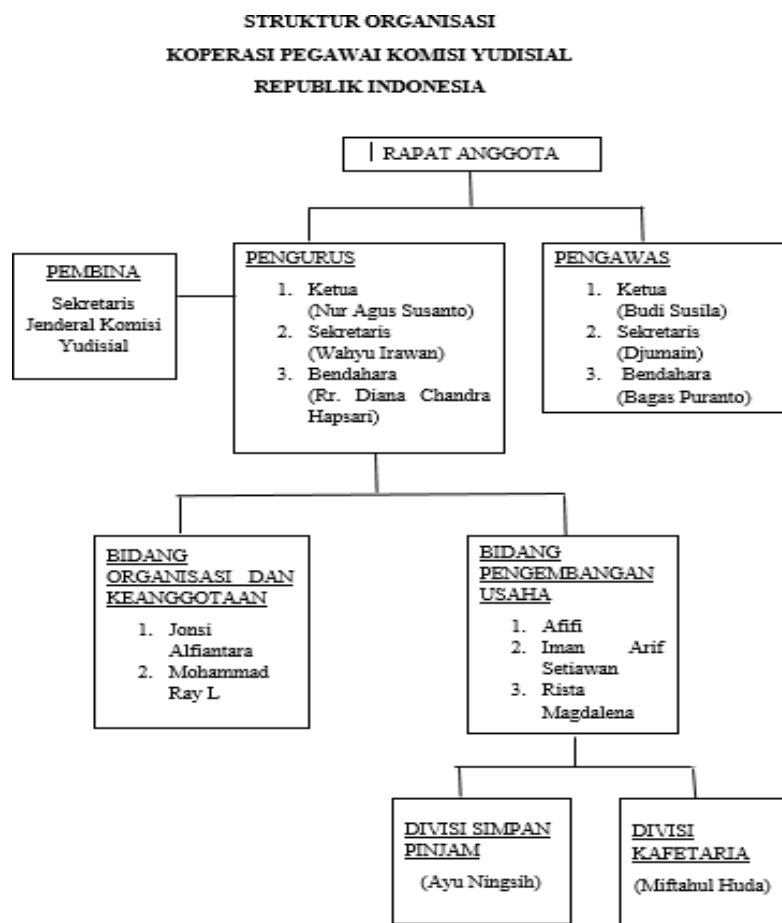 STRUKTUR ORGANISASI
KOPERASI PEGAWAI KOMISI YUDISIAL
REPUBLIK INDONESIA
RAPAT ANGGOTA
PEMBINA
Sekretaris
Jenderal Komisi
Yudisial
PENGURUS
1. Ketua
(Nur Agus Susanto)
2. Sekretaris
(Wahyu Irawan)
3. Bendahara
(Rr. Diana Chandra
Hapsari)
PENGAWAS
1. Ketua
(Budi Susila)
2. Sekretaris
(Djumain)
3. Bendahara
(Bagas Puranto)
BIDANG
ORGANISASI DAN
KEANGGOTAAN
1. Jonsi
Alfiantara
2. Mohammad
Ray L
BIDANG
PENGEMBANGAN
USAHA
1. Afifi
2. Iman Arif
Setiawan
3. Rista
Magdalena
DIVISI SIMPAN
PINJAM
(Ayu Ningsih)
DIVISI
KAFETARIA
(Miftahul Huda)